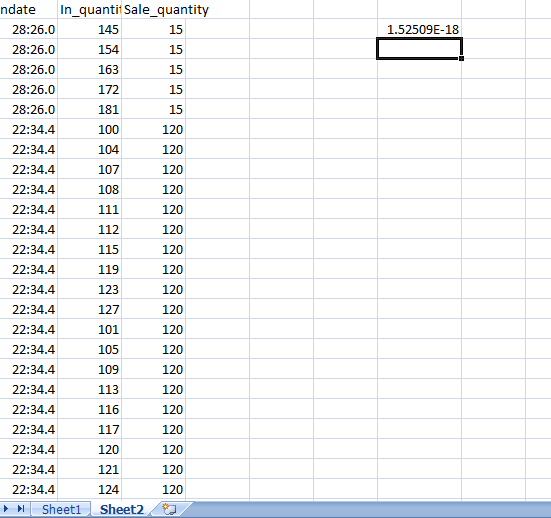 ndate In_quantit Sale_quantity
28:26.0 145 15 1.52509E-18
28:26.0 154 15
28:26.0 163 15
28:26.0 172 15
28:26.0 181 15
22:34.4 100 120
22:34.4 104 120
22:34.4 107 120
22:34.4 108 120
22:34.4 111 120
22:34.4 112 120
22:34.4 115 120
22:34.4 119 120
22:34.4 123 120
22:34.4 127 120
22:34.4 101 120
22:34.4 105 120
22:34.4 109 120
22:34.4 113 120
22:34.4 116 120
22:34.4 117 120
22:34.4 120 120
22:34.4 121 120
22:34.4 124 120
Sheet1 Sheet2